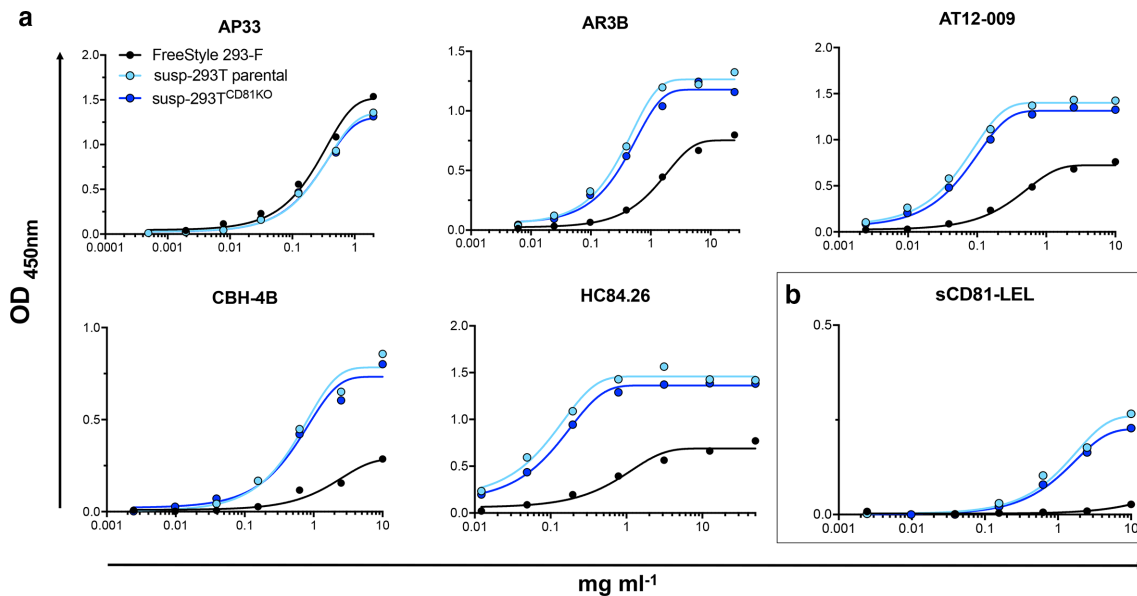 a
AP33
AR3B
AT12-009
FreeStyle 293-F
susp-293T parental
susp-293TCD81KO
2.0
1.5
1.0
0.5
0.0
0.0001 0.001 0.01 0.1 1
1.5
1.0
0.5
0.0
0.01 0.1 1 10
2.0
1.5
1.0
0.5
0.0
0.001 0.01 0.1 1 10
OD 450nm
CBH-4B
HC84.26
b
sCD81-LEL
1.0
0.5
0.0
0.001 0.01 0.1 1 10
2.0
1.5
1.0
0.5
0.0
0.01 0.1 1 10
0.5
0.0
0.001 0.01 0.1 1 10
mg ml-1